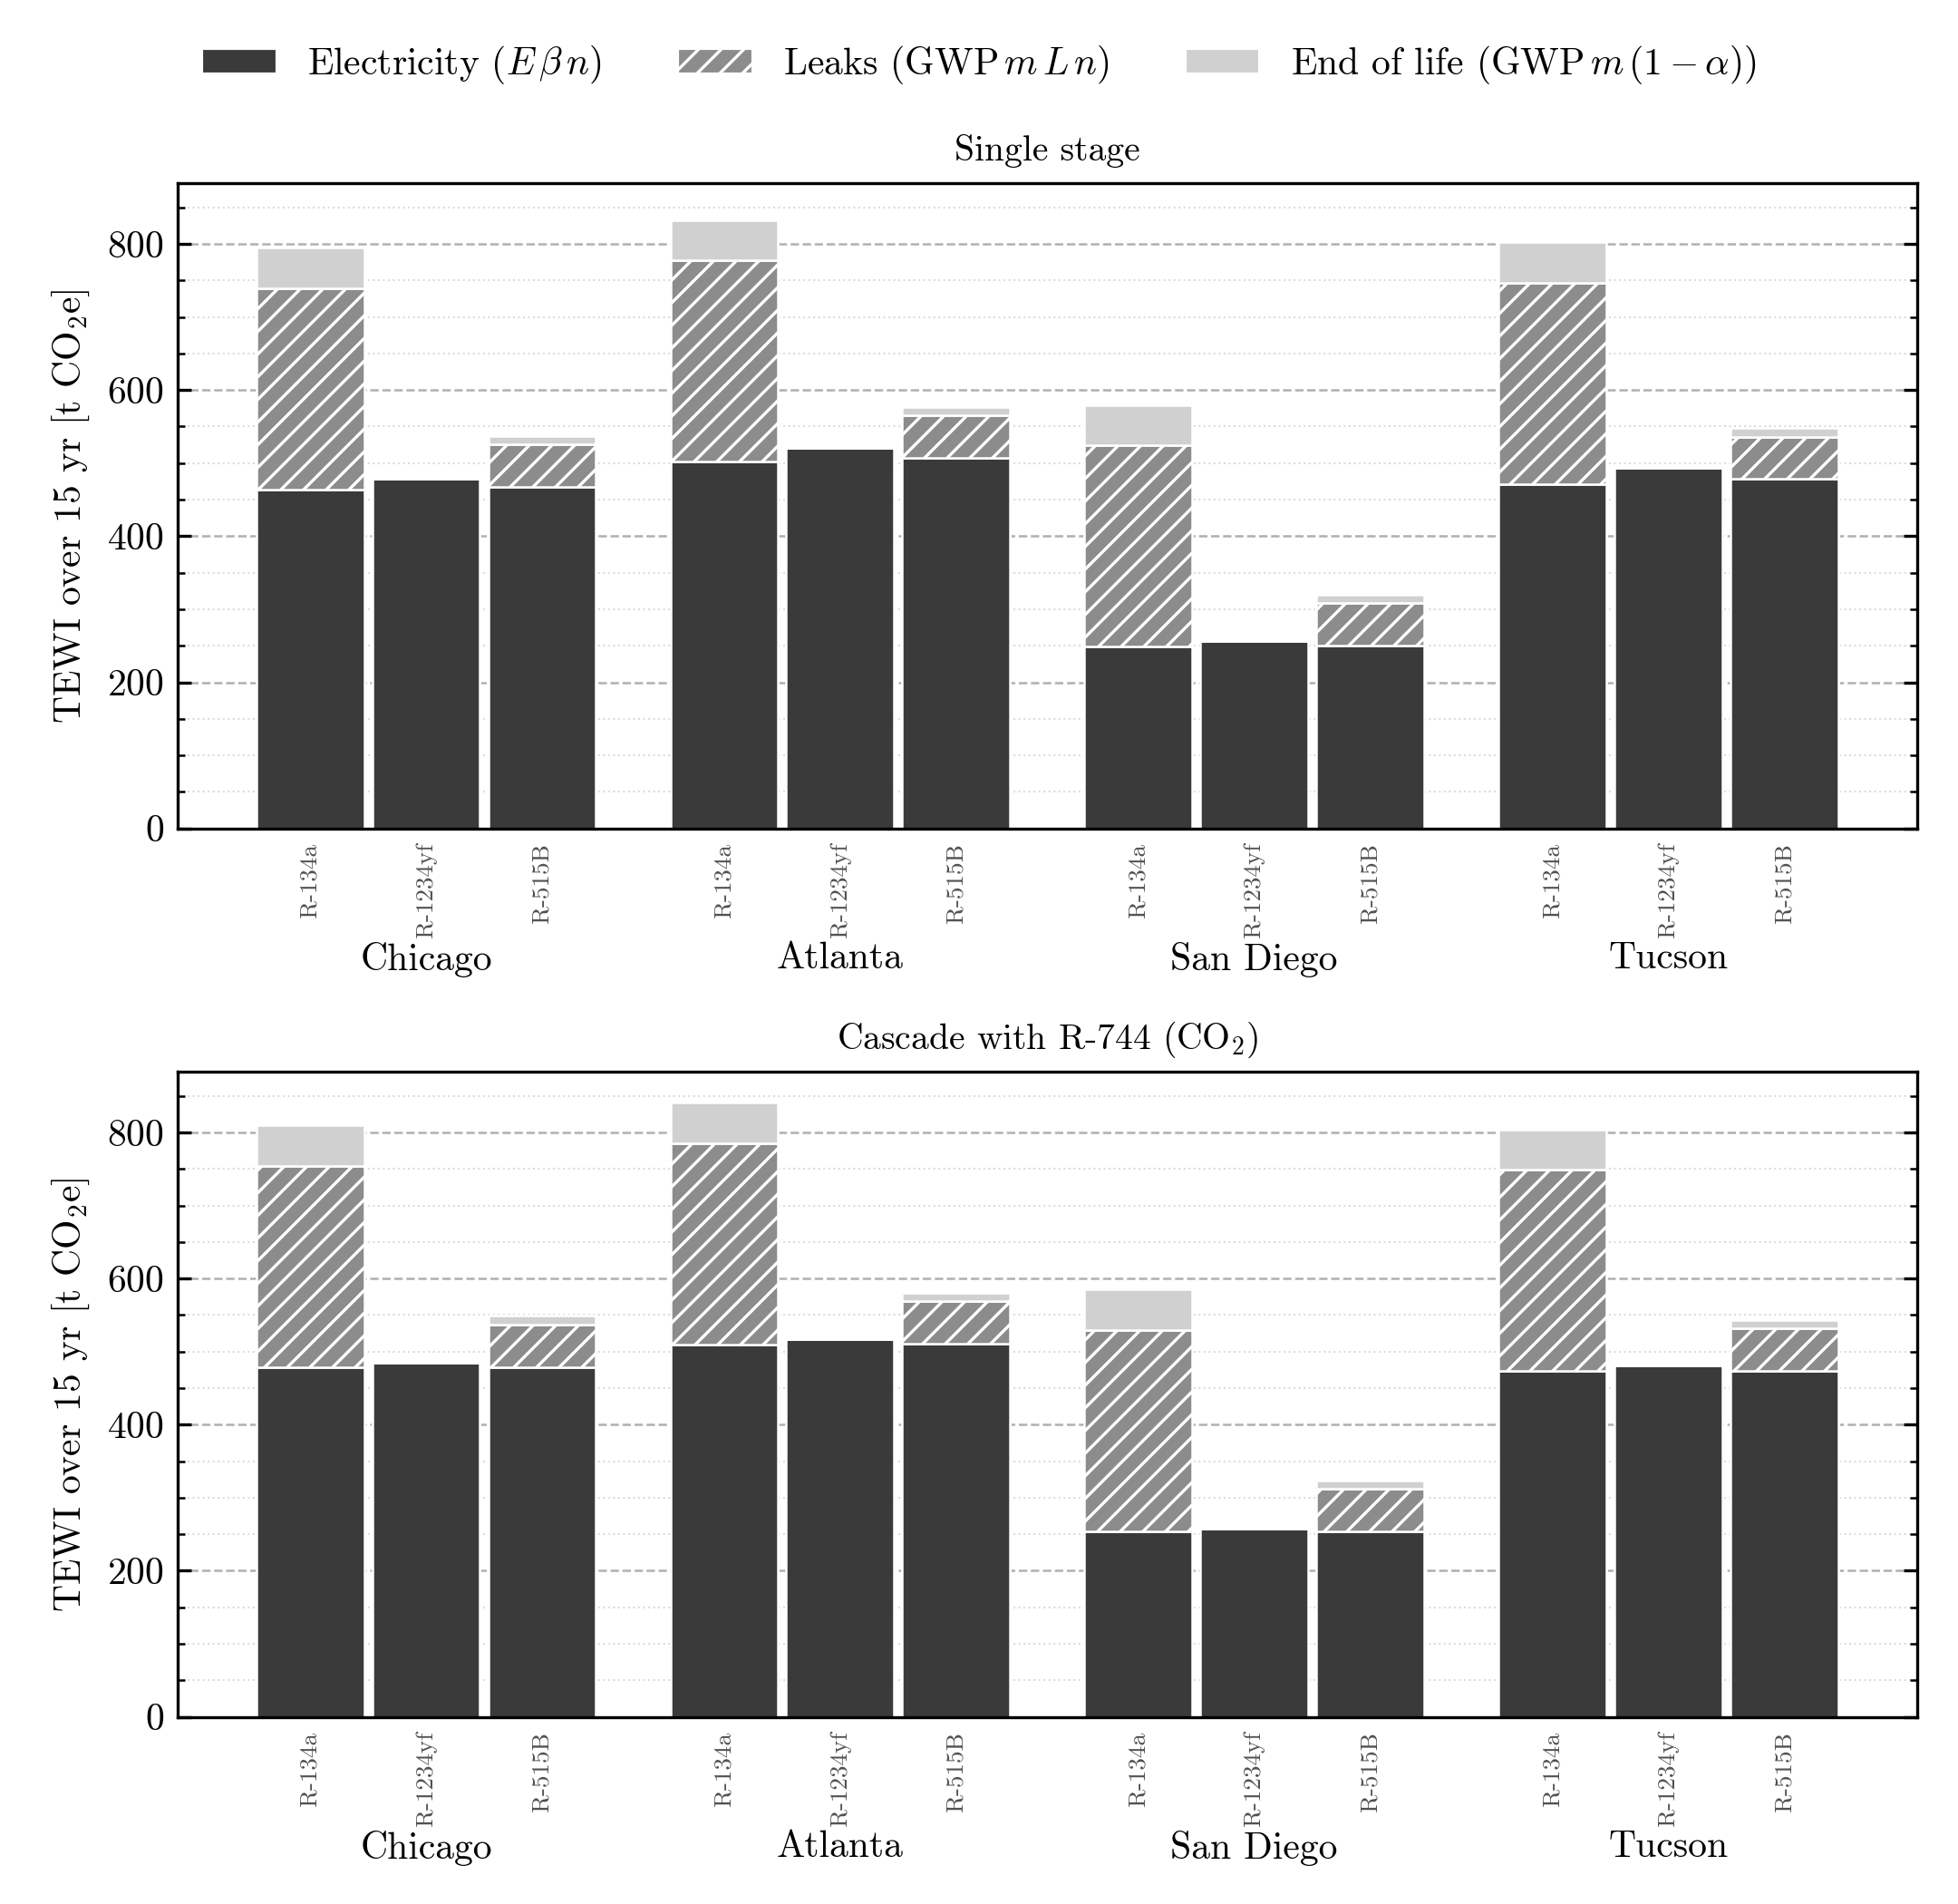 Electricity (E β n) Leaks (GWP m L n) End of life (GWP m (1 − α))
Single stage
TEWI over 15 yr [t CO₂e]
800
600
400
200
0
R-134a R-1234yf R-515B R-134a R-1234yf R-515B R-134a R-1234yf R-515B R-134a R-1234yf R-515B
Chicago Atlanta San Diego Tucson
Cascade with R-744 (CO₂)
TEWI over 15 yr [t CO₂e]
800
600
400
200
0
R-134a R-1234yf R-515B R-134a R-1234yf R-515B R-134a R-1234yf R-515B R-134a R-1234yf R-515B
Chicago Atlanta San Diego Tucson